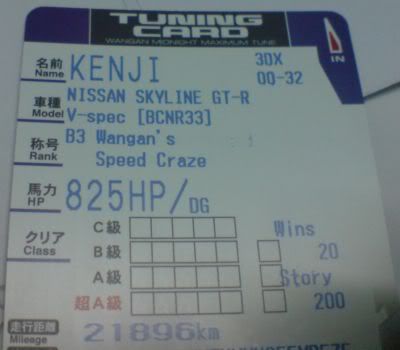 TUNING
CARD
WANGAN MIDNIGHT MAXIMUM TUNE
IN
名前 Name KENJI 3DX
00-32
車種 Model NISSAN SKYLINE GT-R
V-spec [BCNR33]
称号 Rank B3 Wangan's
Speed Craze
馬力 HP 825HP/DG
クリア Class C級 Wins
B級 20
A級 Story
超A級 200
走行距離 Mileage 21896km